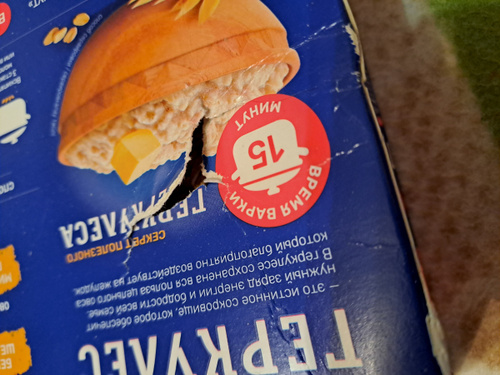 ТЕРКУЛЕС
— это истинное сокровище, которое обеспечит
нужный заряд энергии и бодрости всей семье.
В геркулесе сохранена вся польза цельного овса
который благоприятно воздействует на желудок
СЕКРЕТ ПОЛЕЗНОГО
ГЕРКУЛЕСА
ВРЕМЯ ВАРКИ
15
МИНУТ